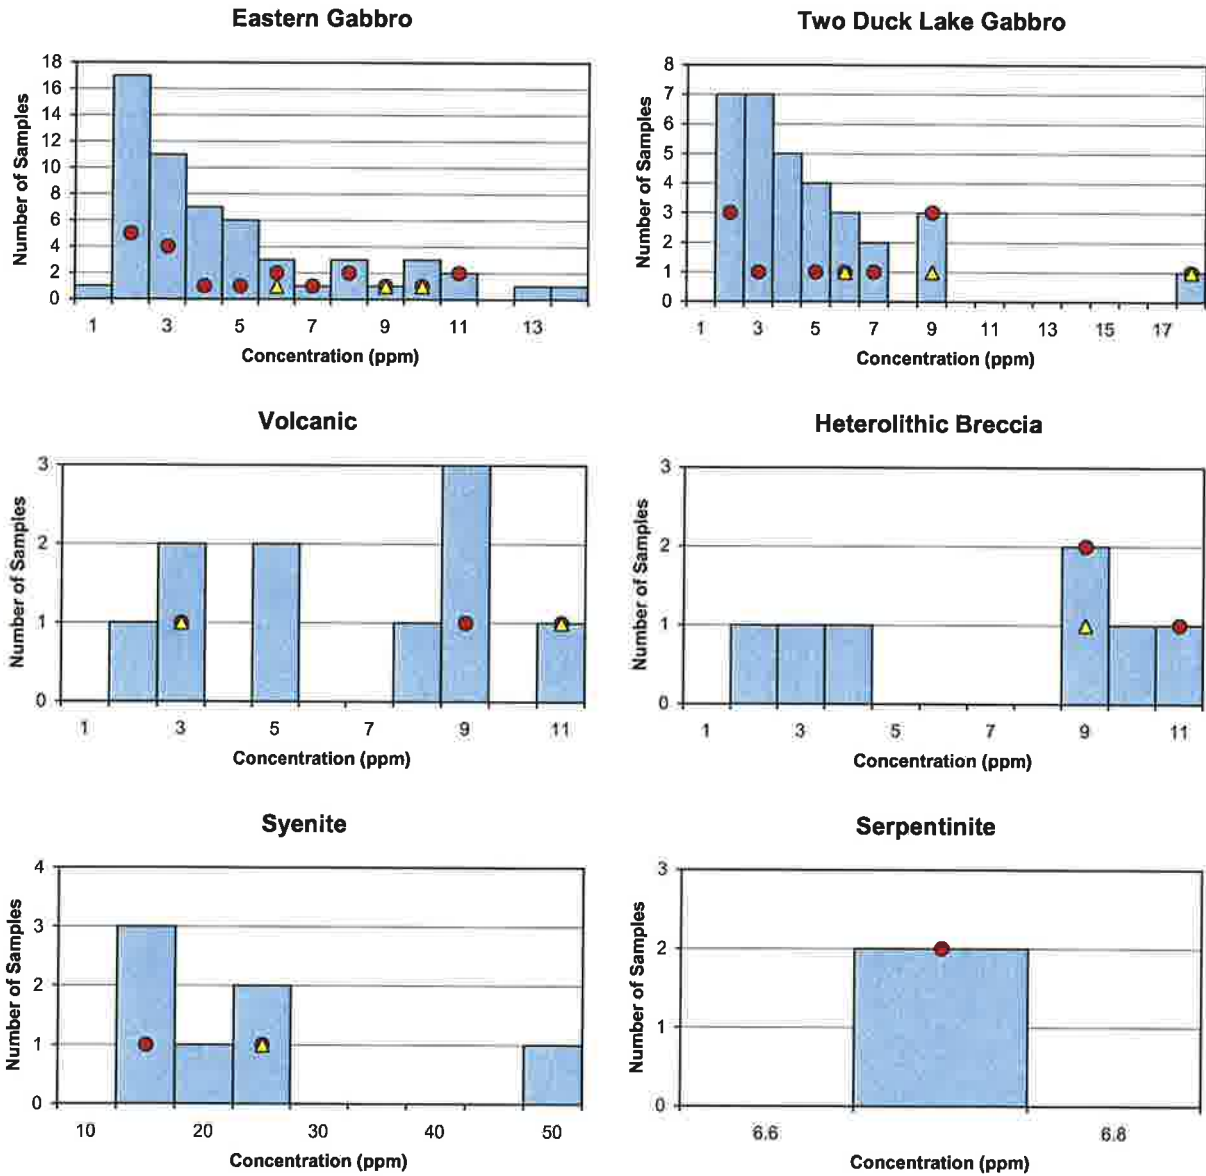 Eastern Gabbro
Number of Samples
18
16
14
12
10
8
6
4
2
0
1 3 5 7 9 11 13
Concentration (ppm)
Two Duck Lake Gabbro
Number of Samples
8
7
6
5
4
3
2
1
0
1 3 5 7 9 11 13 15 17
Concentration (ppm)
Volcanic
Number of Samples
3
2
1
0
1 3 5 7 9 11
Concentration (ppm)
Heterolithic Breccia
Number of Samples
3
2
1
0
1 3 5 7 9 11
Concentration (ppm)
Syenite
Number of Samples
4
3
2
1
0
10 20 30 40 50
Concentration (ppm)
Serpentinite
Number of Samples
3
2
1
0
6.6 6.8
Concentration (ppm)